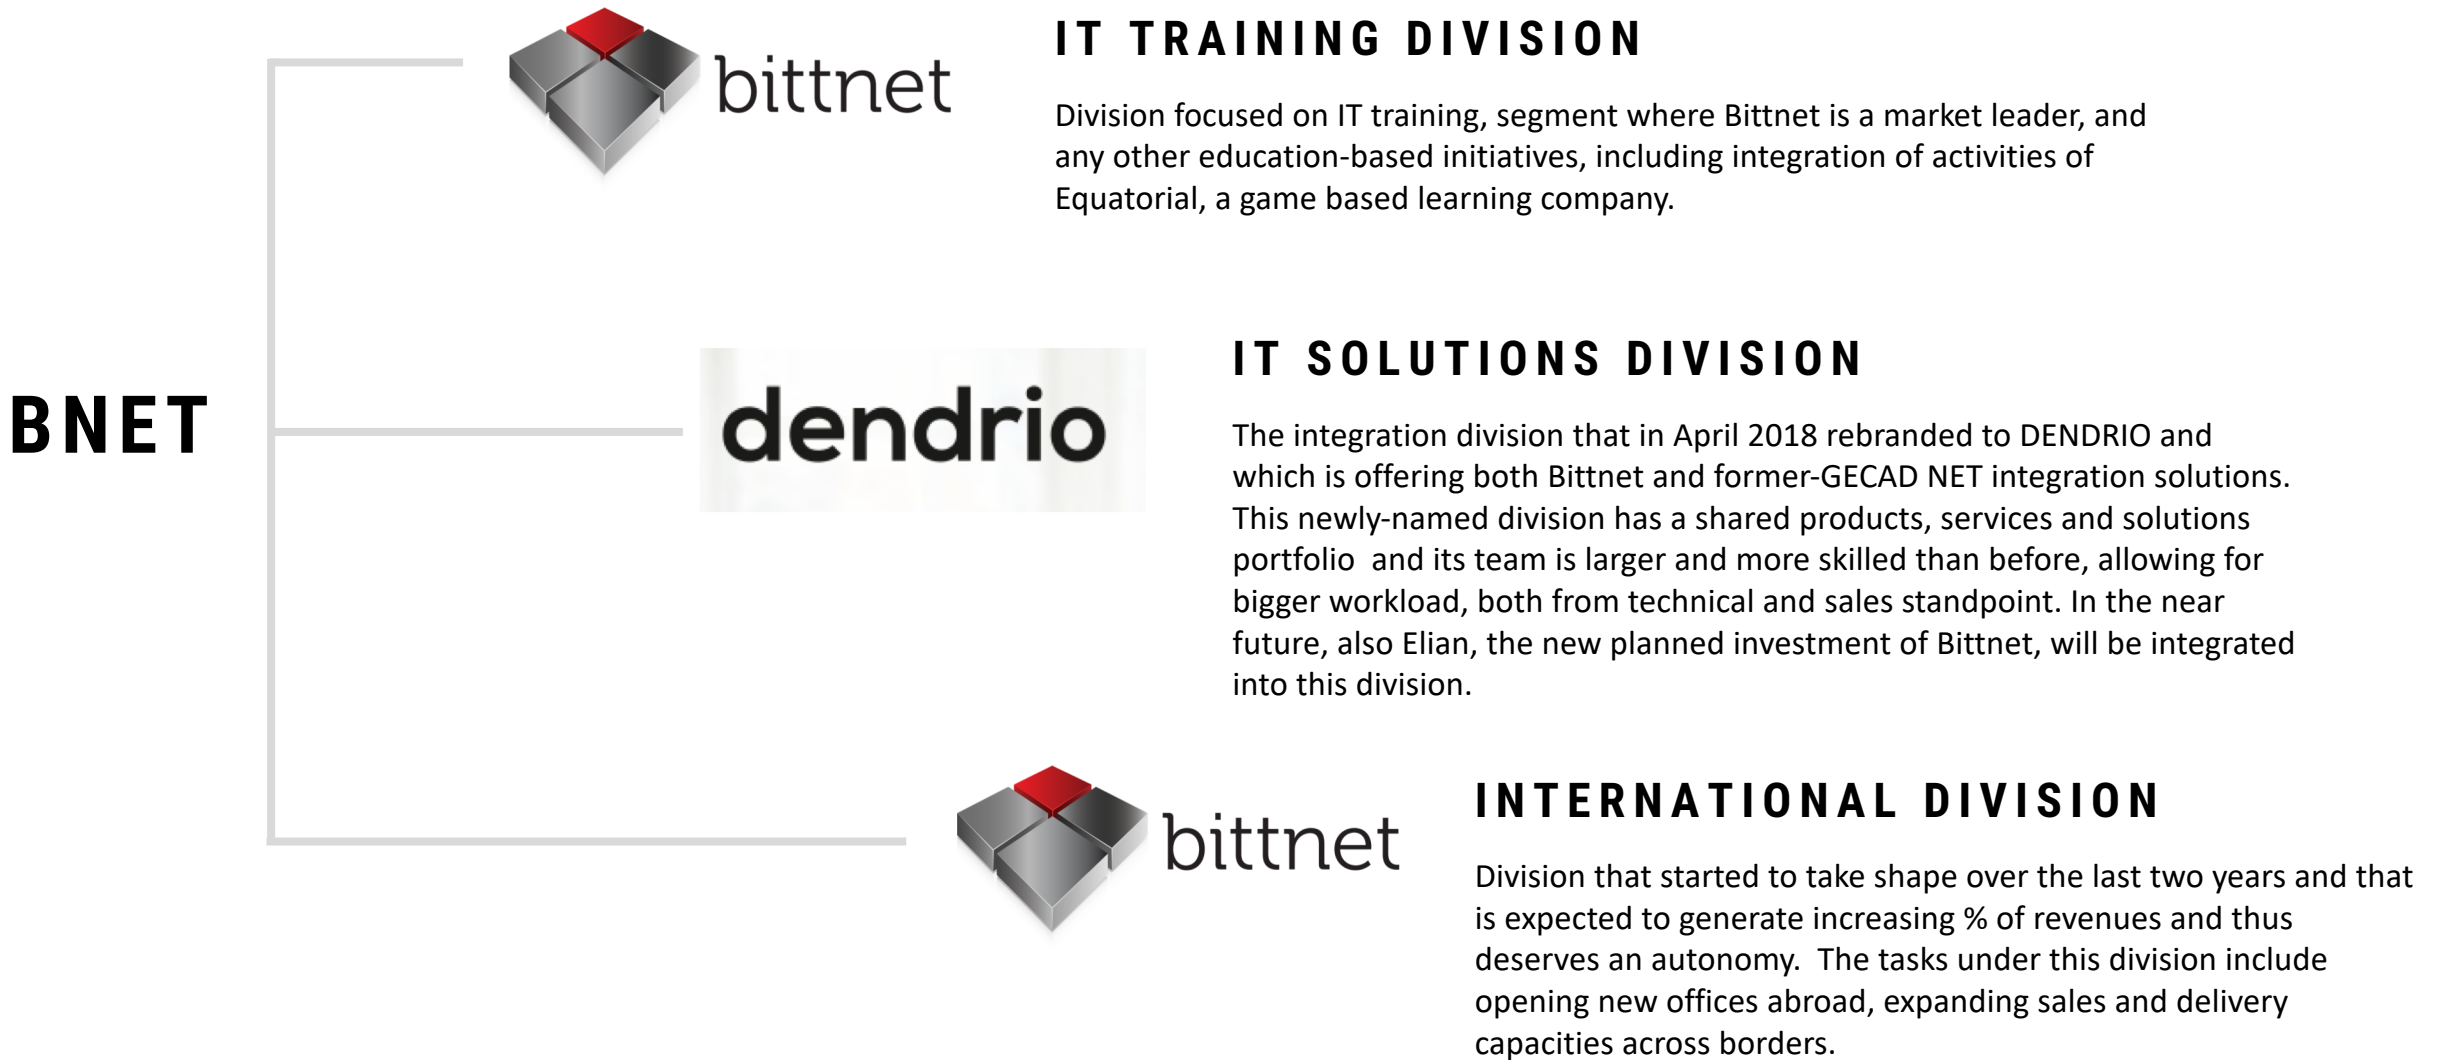 BNET
bittnet
IT TRAINING DIVISION
Division focused on IT training, segment where Bittnet is a market leader, and
any other education-based initiatives, including integration of activities of
Equatorial, a game based learning company.
dendrio
IT SOLUTIONS DIVISION
The integration division that in April 2018 rebranded to DENDRIO and
which is offering both Bittnet and former-GECAD NET integration solutions.
This newly-named division has a shared products, services and solutions
portfolio  and its team is larger and more skilled than before, allowing for
bigger workload, both from technical and sales standpoint. In the near
future, also Elian, the new planned investment of Bittnet, will be integrated
into this division.
bittnet
INTERNATIONAL DIVISION
Division that started to take shape over the last two years and that
is expected to generate increasing % of revenues and thus
deserves an autonomy.  The tasks under this division include
opening new offices abroad, expanding sales and delivery
capacities across borders.